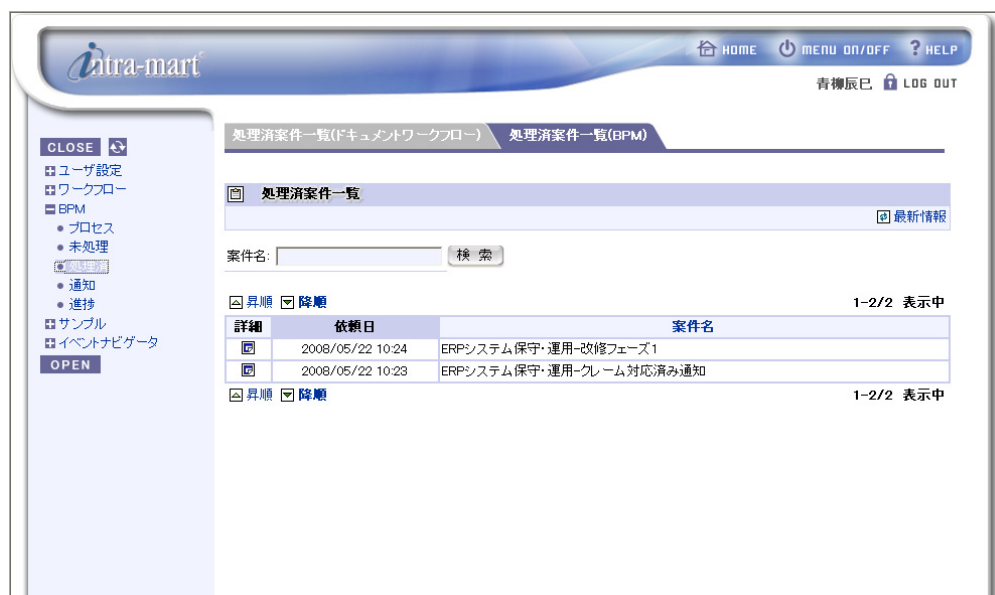 intra-mart
HOME MENU ON/OFF ? HELP
青柳辰巳 LOG OUT
処理済案件一覧(ドキュメントワークフロー) 処理済案件一覧(BPM)
CLOSE
ユーザ設定
ワークフロー
BPM
プロセス
未処理
処理済
通知
進捗
サンプル
イベントナビゲータ
OPEN
処理済案件一覧
最新情報
案件名: 検索
昇順 降順 1-2/2 表示中
詳細 依頼日 案件名
2008/05/22 10:24 ERPシステム保守・運用-改修フェーズ1
2008/05/22 10:23 ERPシステム保守・運用-クレーム対応済み通知
昇順 降順 1-2/2 表示中